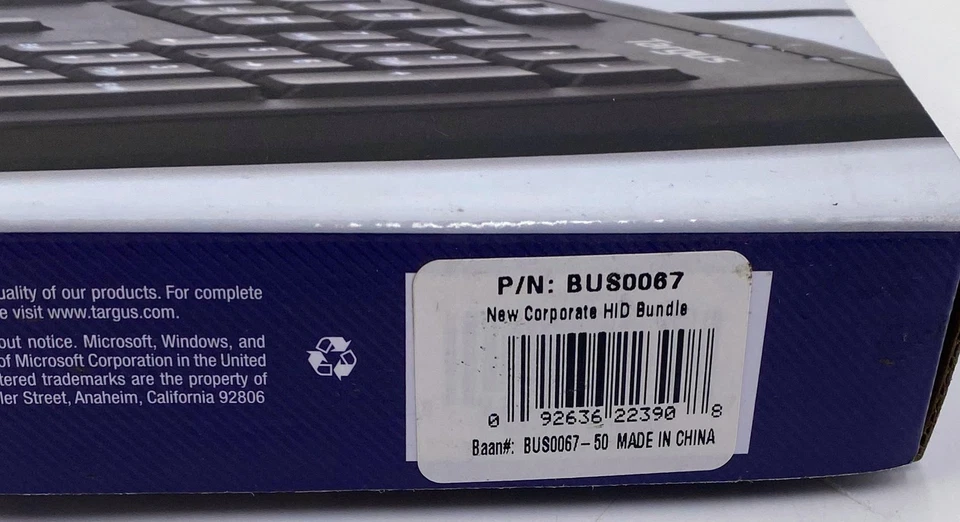 TARGUS
uality of our products. For complete
e visit www.targus.com.
out notice. Microsoft, Windows, and
of Microsoft Corporation in the United
tered trademarks are the property of
ler Street, Anaheim, California 92806
P/N: BUS0067
New Corporate HID Bundle
0 92636 22390 8
Baan#: BUS0067-50 MADE IN CHINA